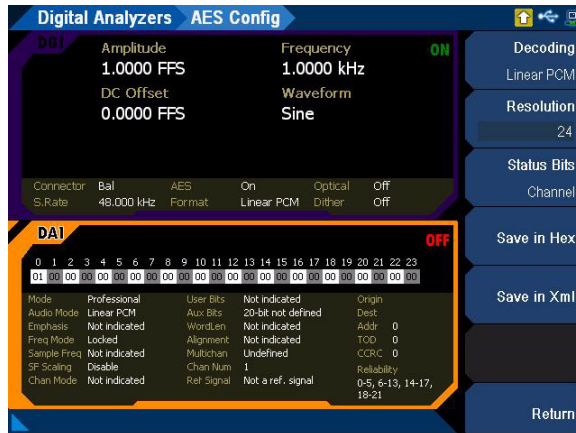 Digital Analyzers AES Config
DG1
Amplitude Frequency ON
1.0000 FFS 1.0000 kHz
DC Offset Waveform
0.0000 FFS Sine
Connector Bal AES On Optical Off
S.Rate 48.000 kHz Format Linear PCM Dither Off
DA1 OFF
0 1 2 3 4 5 6 7 8 9 10 11 12 13 14 15 16 17 18 19 20 21 22 23
01 00 00 00 00 00 00 00 00 00 00 00 00 00 00 00 00 00 00 00 00 00 00 00
Mode Professional User Bits Not indicated Origin
Audio Mode Linear PCM Aux Bits 20-bit not defined Dest
Emphasis Not indicated WordLen Not indicated Addr 0
Freq Mode Locked Alignment Not indicated TOD 0
Sample Freq Not indicated Multichan Undefined CCRC 0
SF Scaling Disable Chan Num 1 Reliability
Chan Mode Not indicated Ref Signal Not a ref. signal 0-5, 6-13, 14-17,
18-21
Decoding
Linear PCM
Resolution
24
Status Bits
Channel
Save in Hex
Save in Xml
Return